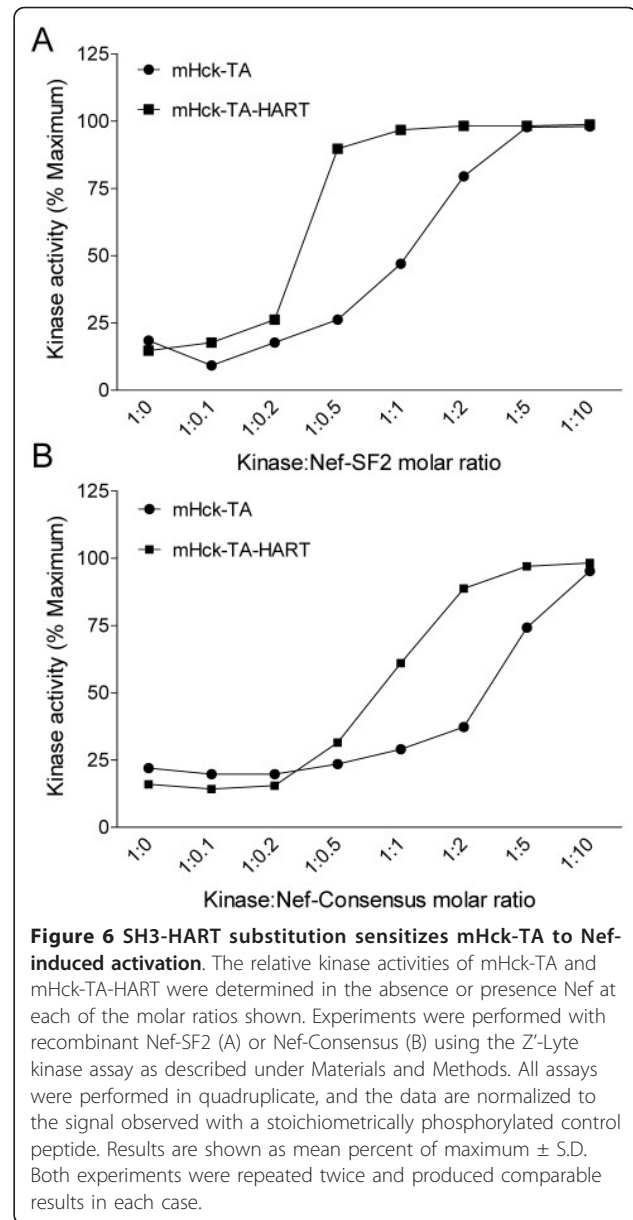 A
125
100
75
50
25
0
Kinase activity (% Maximum)
mHck-TA
mHck-TA-HART
1:0
1:0.1
1:0.2
1:0.5
1:1
1:2
1:5
1:10
Kinase:Nef-SF2 molar ratio
B
125
100
75
50
25
0
Kinase activity (% Maximum)
mHck-TA
mHck-TA-HART
1:0
1:0.1
1:0.2
1:0.5
1:1
1:2
1:5
1:10
Kinase:Nef-Consensus molar ratio
Figure 6 SH3-HART substitution sensitizes mHck-TA to Nef-
induced activation. The relative kinase activities of mHck-TA and
mHck-TA-HART were determined in the absence or presence Nef at
each of the molar ratios shown. Experiments were performed with
recombinant Nef-SF2 (A) or Nef-Consensus (B) using the Z'-Lyte
kinase assay as described under Materials and Methods. All assays
were performed in quadruplicate, and the data are normalized to
the signal observed with a stoichiometrically phosphorylated control
peptide. Results are shown as mean percent of maximum ± S.D.
Both experiments were repeated twice and produced comparable
results in each case.